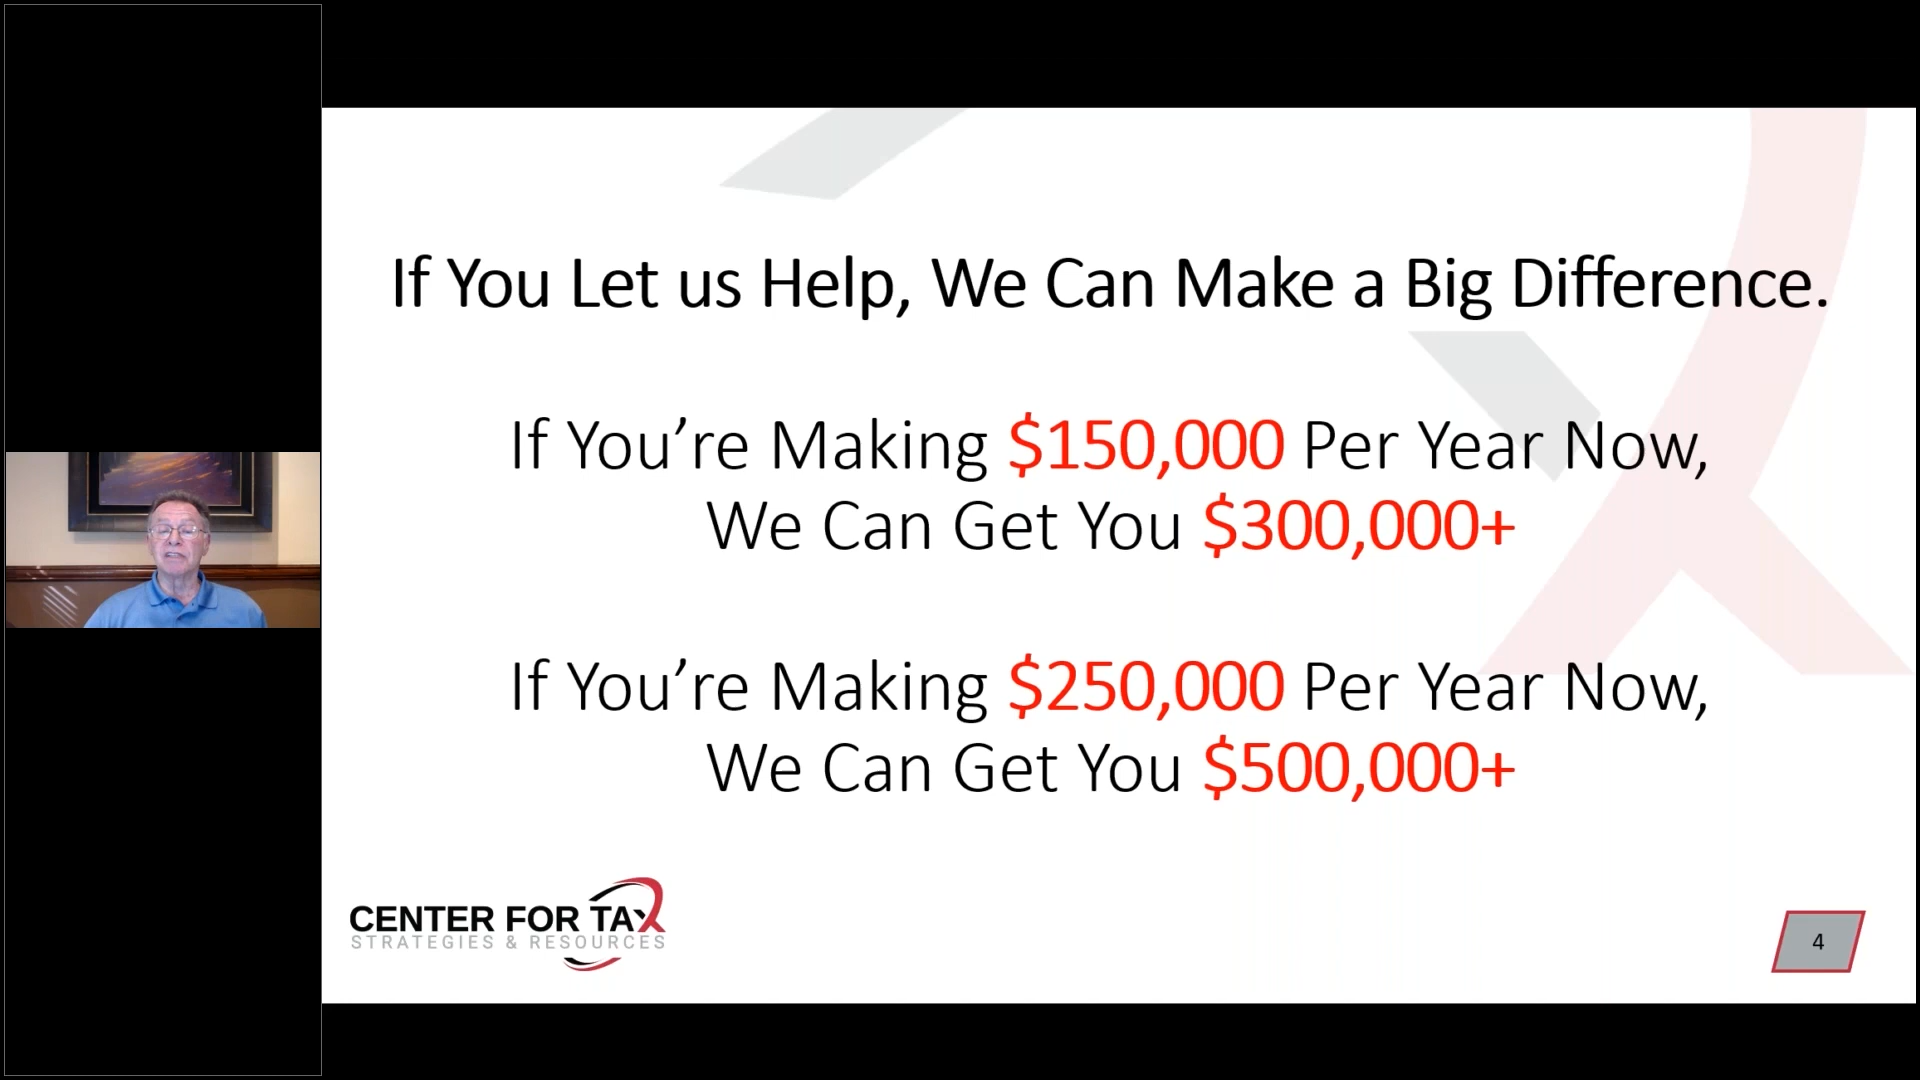 If You Let us Help, We Can Make a Big Difference.
If You’re Making $150,000 Per Year Now,
We Can Get You $300,000+
If You’re Making $250,000 Per Year Now,
We Can Get You $500,000+
CENTER FOR TAX
STRATEGIES & RESOURCES
4